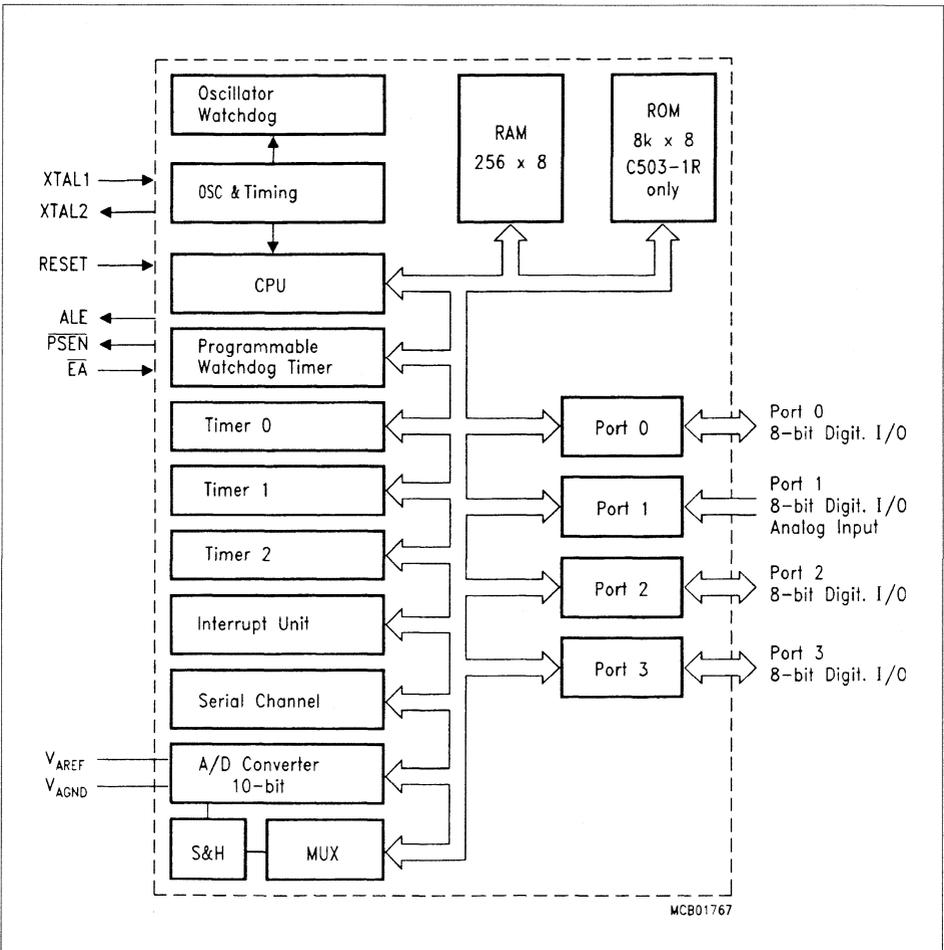 Oscillator
Watchdog
RAM
256 x 8
ROM
8k x 8
C503-1R
only
XTAL1
XTAL2
OSC & Timing
RESET
CPU
ALE
PSEN
EA
Programmable
Watchdog Timer
Timer 0
Port 0
Port 0
8-bit Digit. I/O
Timer 1
Port 1
Port 1
8-bit Digit. I/O
Analog Input
Timer 2
Port 2
Port 2
8-bit Digit. I/O
Interrupt Unit
Port 3
Port 3
8-bit Digit. I/O
Serial Channel
VAREF
VAGND
A/D Converter
10-bit
S&H
MUX
MCB01767